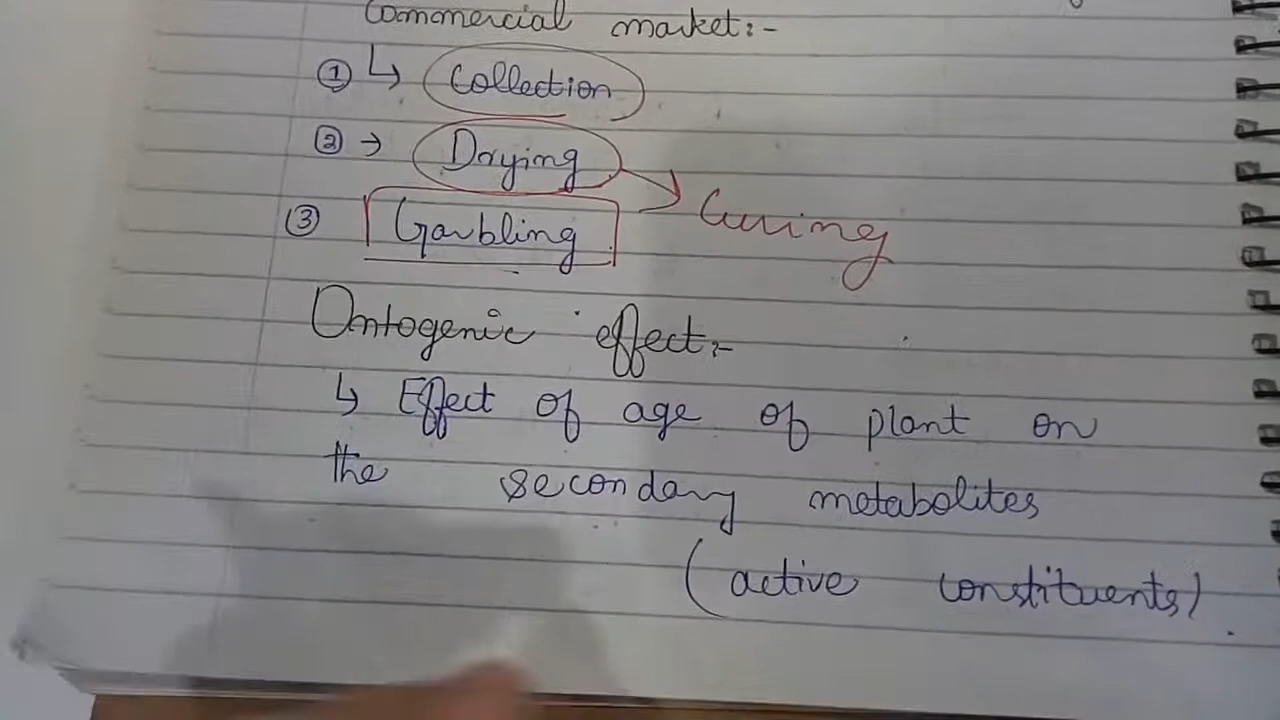 Commercial market:-
① ↳ Collection
② → Drying
Curing
③ Garbling
Ontogenic effect:-
↳ Effect of age of plant on
the secondary metabolites
(active constituents)